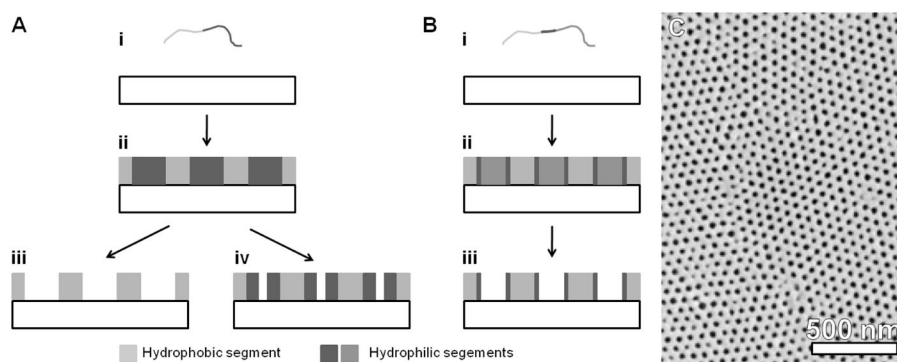 A
i
ii
iii
iv
Hydrophobic segment
B
i
ii
iii
Hydrophilic segements
C
500 nm